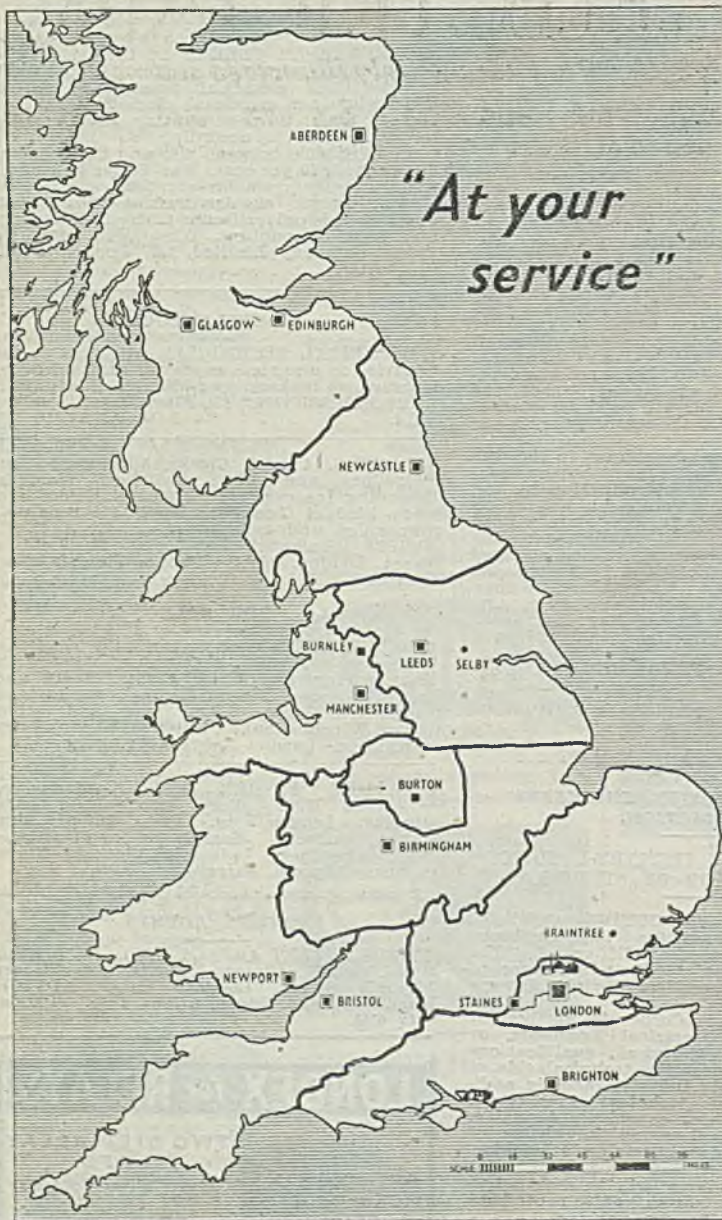 ABERDEEN
"At your
service"
GLASGOW
EDINBURGH
NEWCASTLE
BURNLEY
LEEDS
SELBY
MANCHESTER
BURTON
BIRMINGHAM
BRAINTREE
NEWPORT
BRISTOL
STAINES
LONDON
BRIGHTON
SCALE
MILES